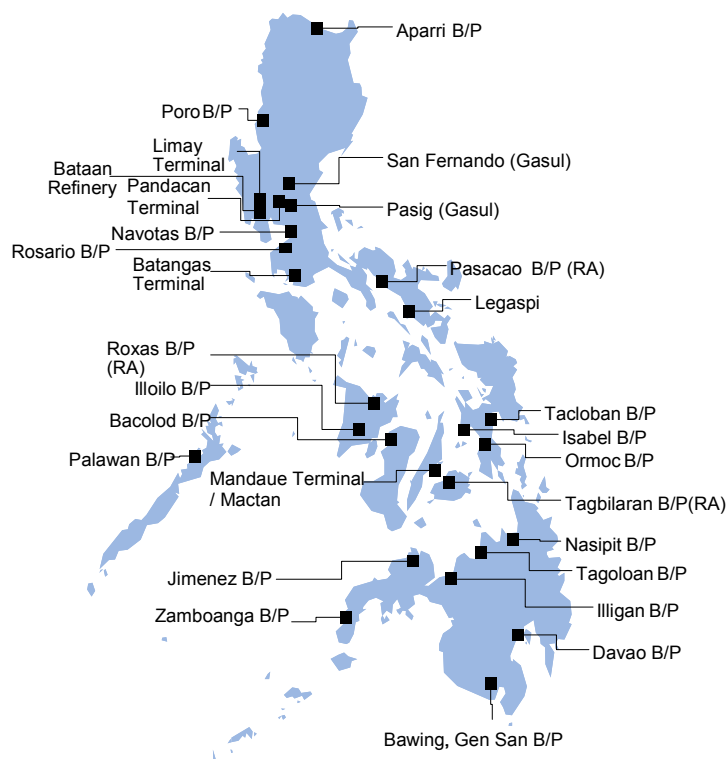 Aparri B/P
Poro B/P
Limay
Terminal
Bataan
Refinery
Pandacan
Terminal
San Fernando (Gasul)
Pasig (Gasul)
Navotas B/P
Rosario B/P
Batangas
Terminal
Pasacao B/P (RA)
Legaspi
Roxas B/P
(RA)
Illoilo B/P
Bacolod B/P
Palawan B/P
Mandaue Terminal
/ Mactan
Tacloban B/P
Isabel B/P
Ormoc B/P
Tagbilaran B/P(RA)
Nasipit B/P
Tagoloan B/P
Jimenez B/P
Illigan B/P
Zamboanga B/P
Davao B/P
Bawing, Gen San B/P